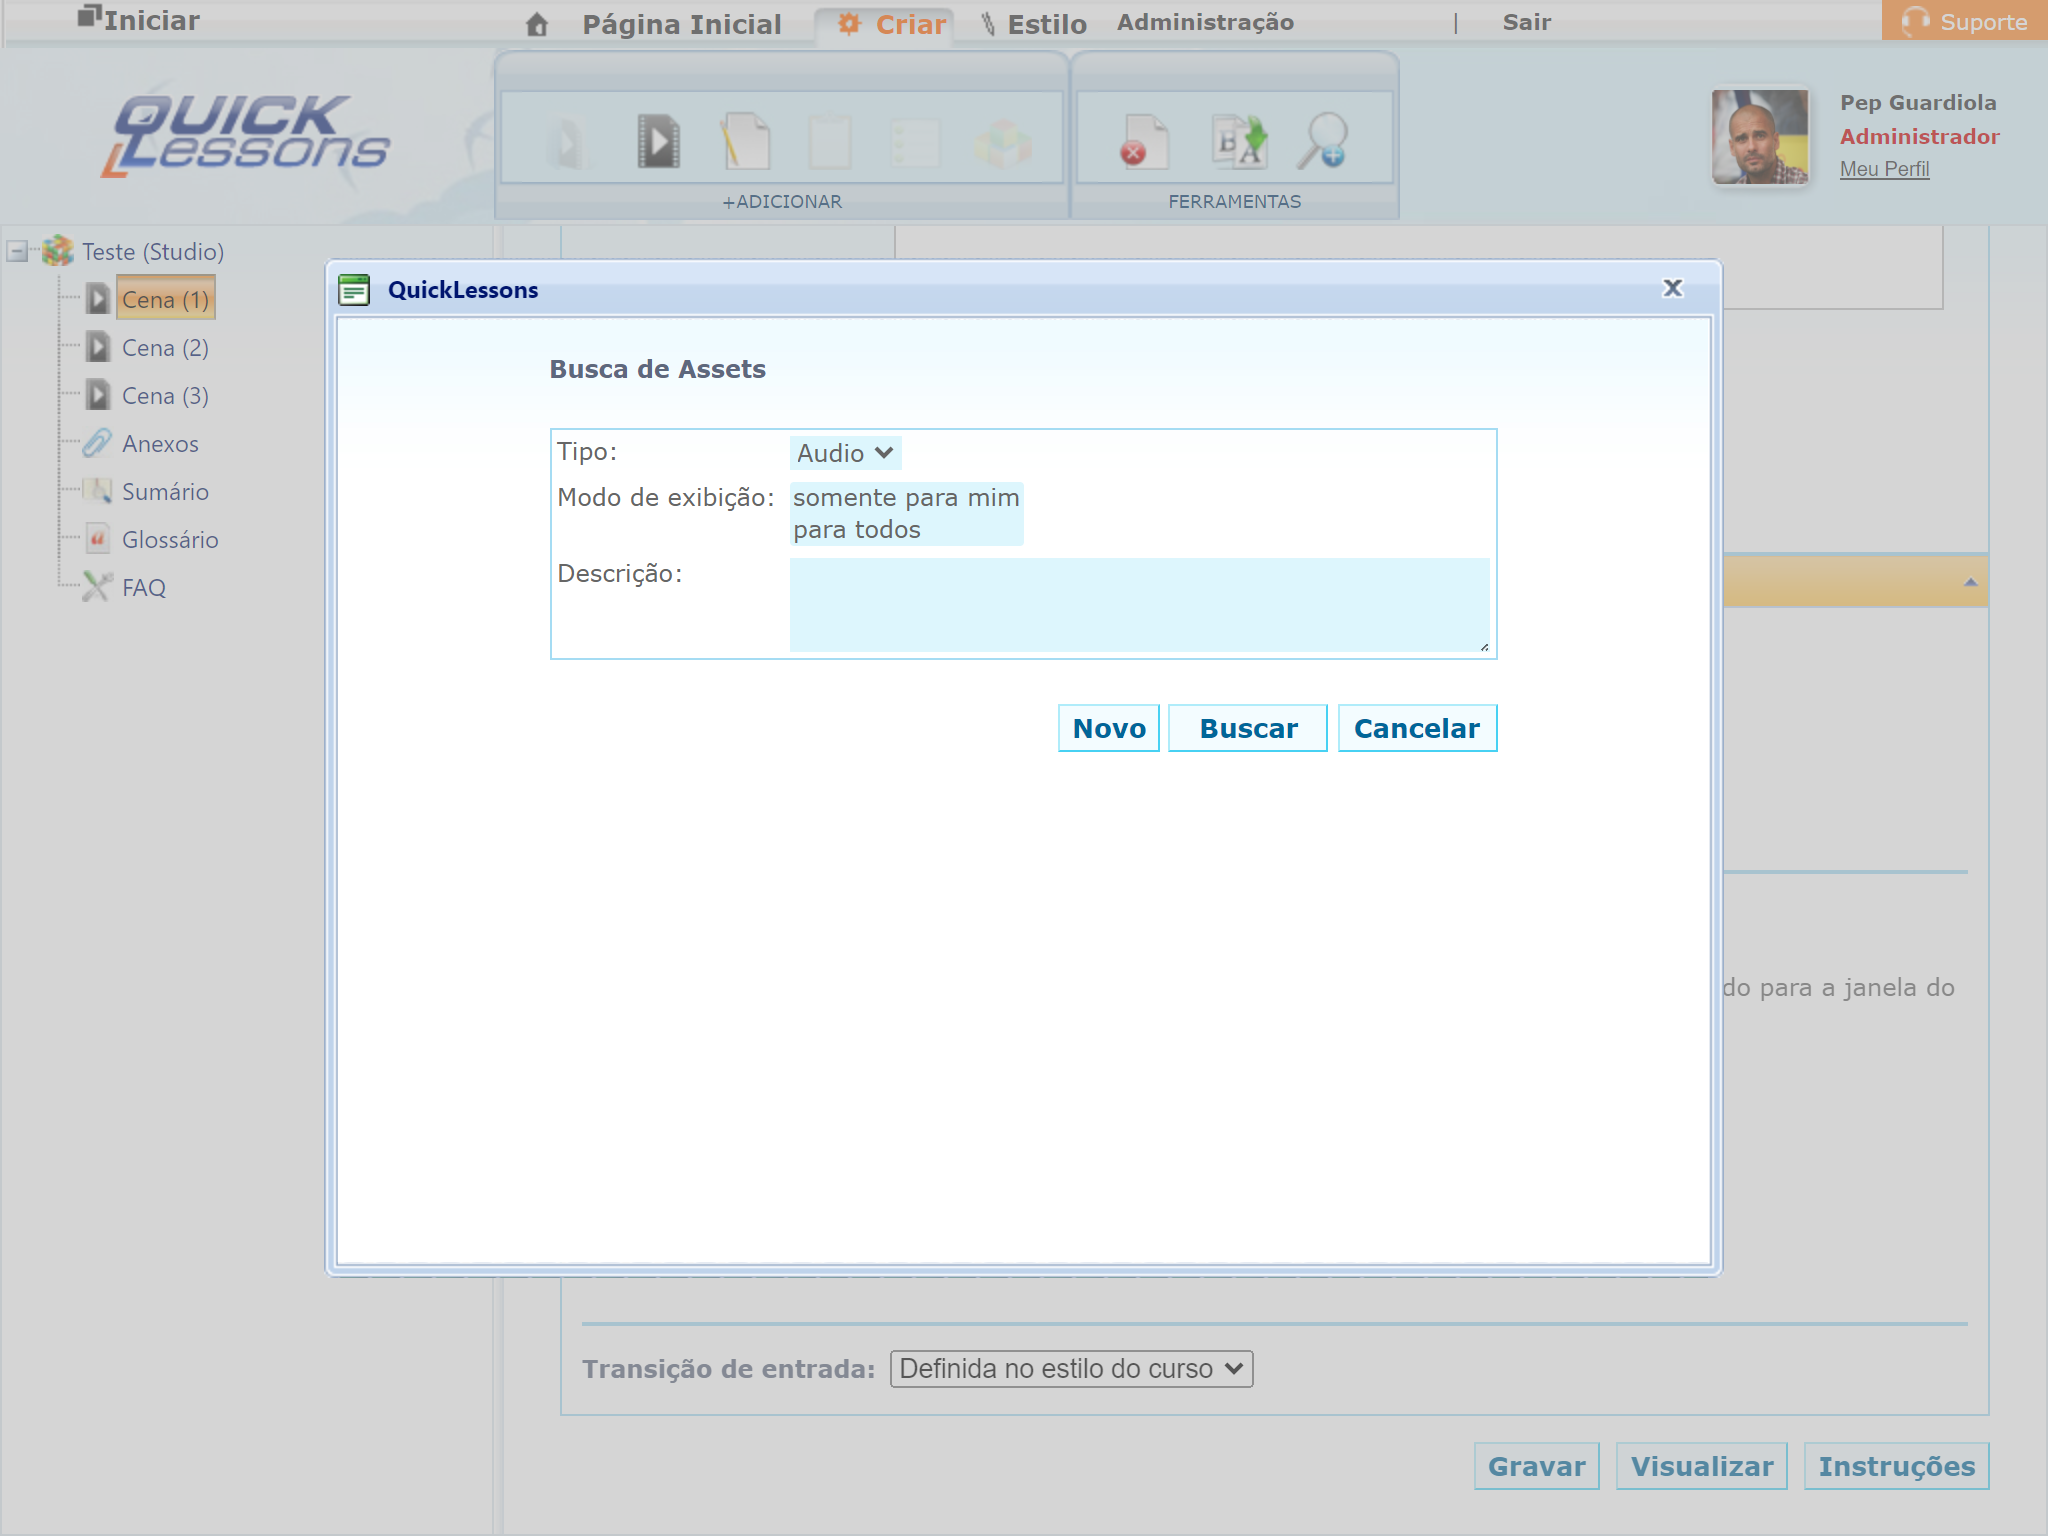 Iniciar
Página Inicial
Criar
Estilo
Administração
|
Sair
Suporte
QUICK
LESSONS
+ADICIONAR
FERRAMENTAS
Pep Guardiola
Administrador
Meu Perfil
Teste (Studio)
Cena (1)
Cena (2)
Cena (3)
Anexos
Sumário
Glossário
FAQ
QuickLessons
X
Busca de Assets
Tipo: Audio
Modo de exibição: somente para mim
para todos
Descrição:
Novo Buscar Cancelar
do para a janela do
Transição de entrada: Definida no estilo do curso
Gravar Visualizar Instruções